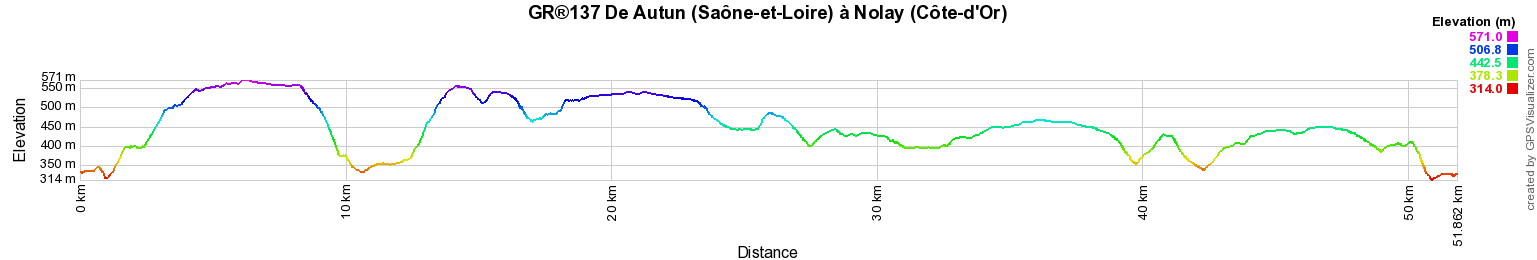 GR®137 De Autun (Saône-et-Loire) à Nolay (Côte-d'Or)
Elevation (m)
571.0
506.8
442.5
378.3
314.0
571 m
550 m
500 m
450 m
400 m
350 m
314 m
Elevation
0 km
10 km
20 km
30 km
40 km
50 km
51.862 km
Distance
created by GPSVisualizer.com